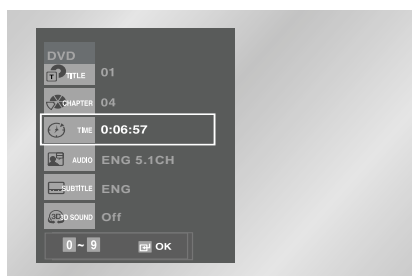 DVD
T TITLE 01
CHAPTER 04
TIME 0:06:57
AUDIO ENG 5.1CH
SUBTITLE ENG
3D 3D SOUND Off
0 ~ 9 OK